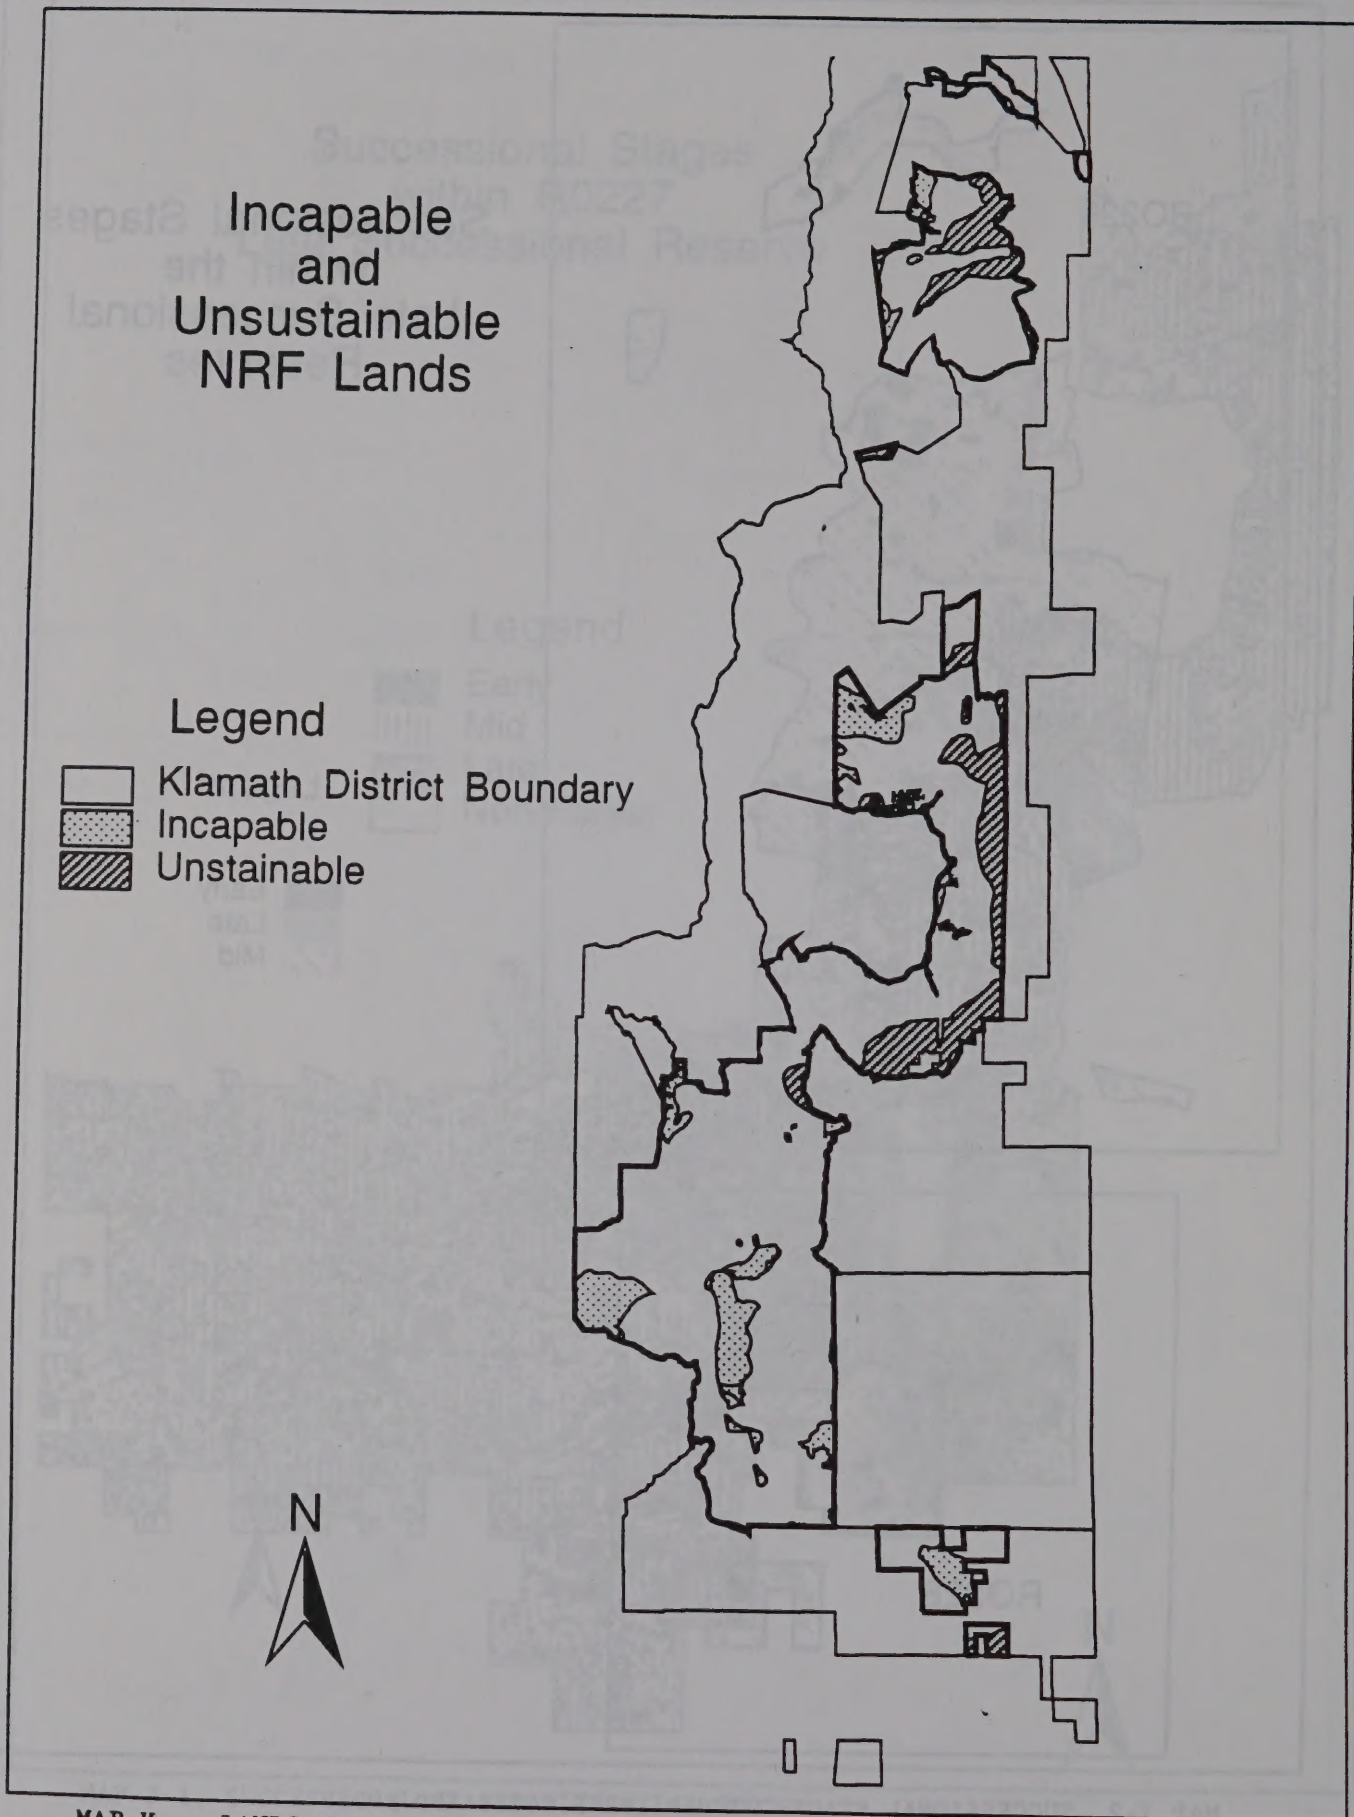 Incapable
and
Unsustainable
NRF Lands
Legend
Klamath District Boundary
Incapable
Unstainable
N